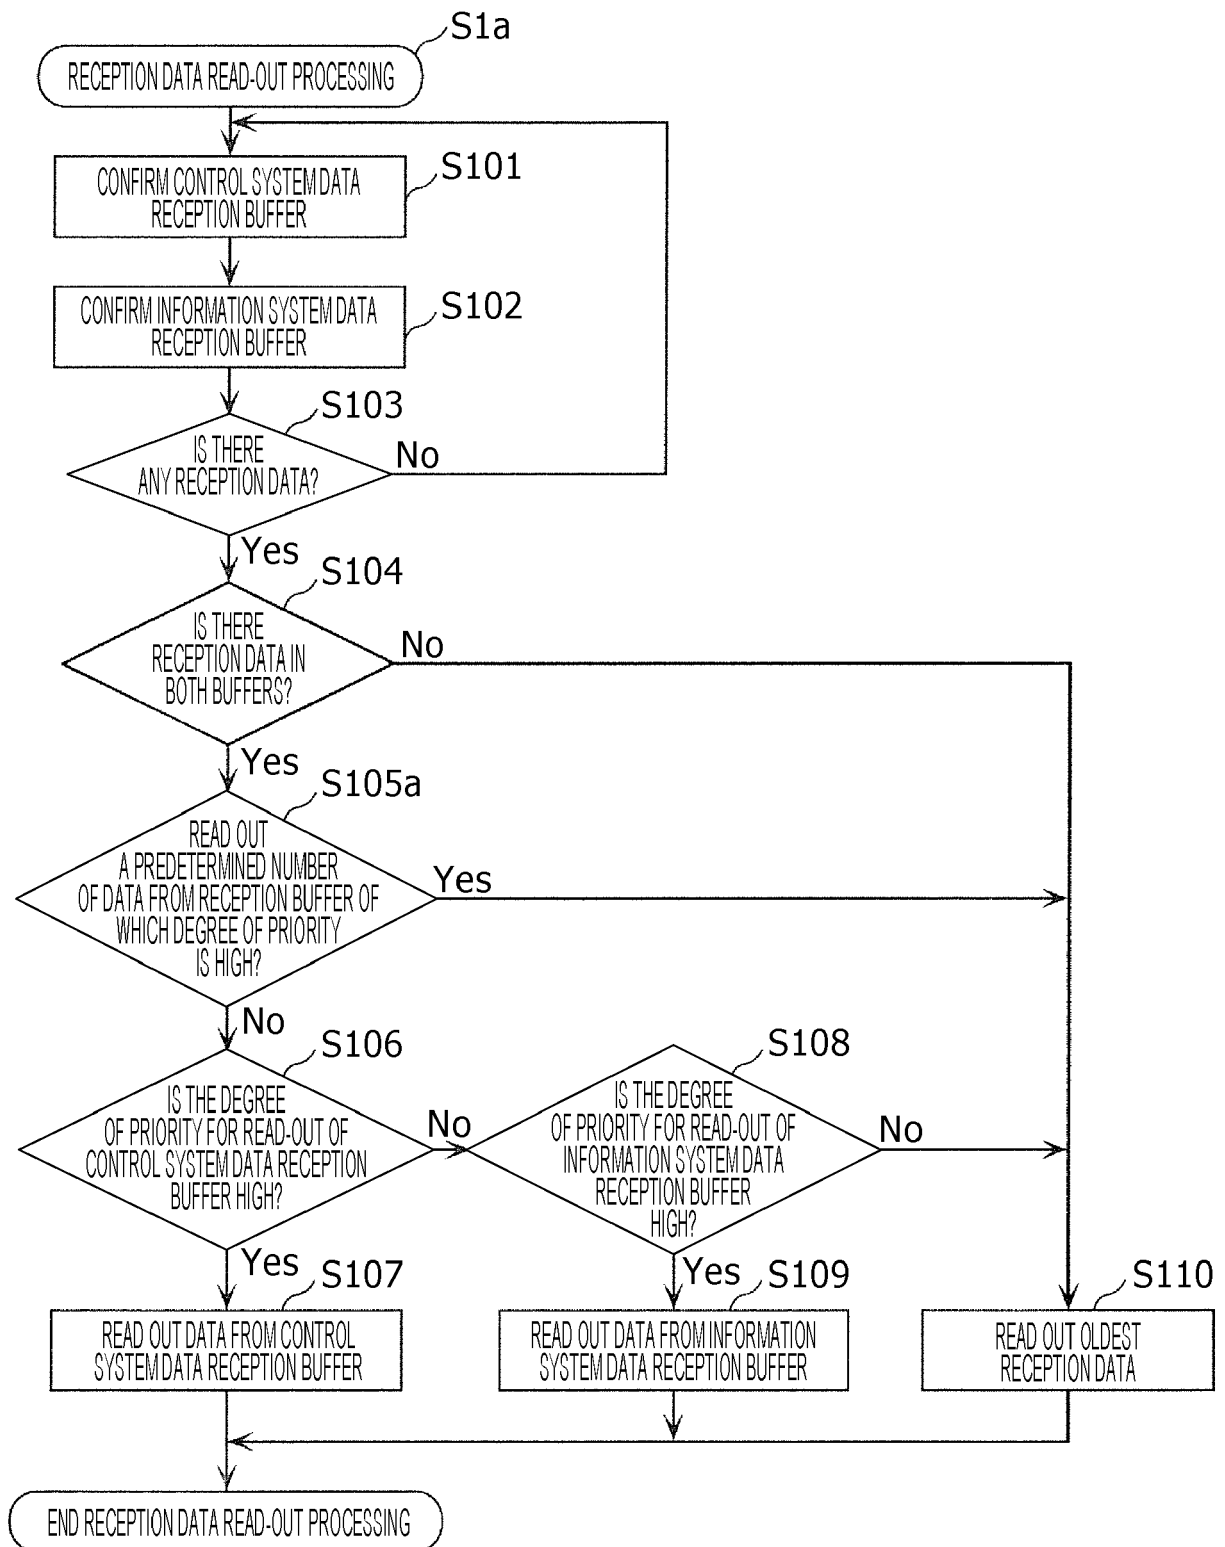 S1a
RECEPTION DATA READ-OUT PROCESSING
S101
CONFIRM CONTROL SYSTEM DATA
RECEPTION BUFFER
S102
CONFIRM INFORMATION SYSTEM DATA
RECEPTION BUFFER
S103
IS THERE
ANY RECEPTION DATA?
No
Yes
S104
IS THERE
RECEPTION DATA IN
BOTH BUFFERS?
No
Yes
S105a
READ OUT
A PREDETERMINED NUMBER
OF DATA FROM RECEPTION BUFFER OF
WHICH DEGREE OF PRIORITY
IS HIGH?
Yes
No
S106
IS THE DEGREE
OF PRIORITY FOR READ-OUT OF
CONTROL SYSTEM DATA RECEPTION
BUFFER HIGH?
No
Yes
S108
IS THE DEGREE
OF PRIORITY FOR READ-OUT OF
INFORMATION SYSTEM DATA
RECEPTION BUFFER
HIGH?
No
Yes
S107
READ OUT DATA FROM CONTROL
SYSTEM DATA RECEPTION BUFFER
S109
READ OUT DATA FROM INFORMATION
SYSTEM DATA RECEPTION BUFFER
S110
READ OUT OLDEST
RECEPTION DATA
END RECEPTION DATA READ-OUT PROCESSING